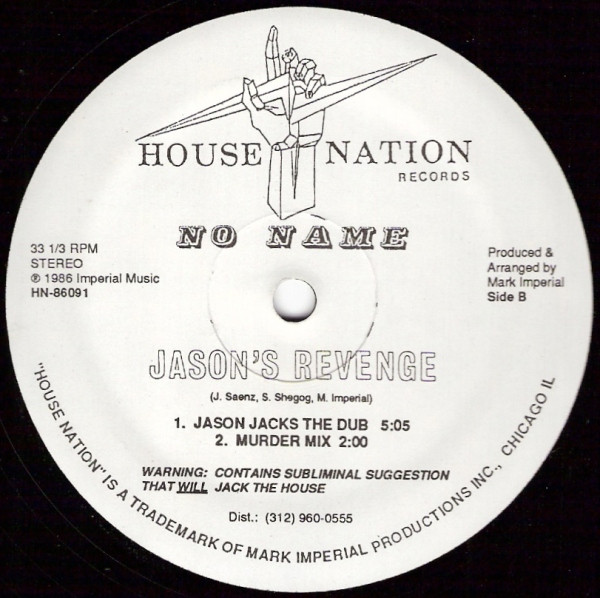 HOUSE NATION
RECORDS
NO NAME
33 1/3 RPM
STEREO
℗ 1986 Imperial Music
HN-86091
Produced &
Arranged by
Mark Imperial
Side B
JASON'S REVENGE
(J. Saenz, S. Shegog, M. Imperial)
1. JASON JACKS THE DUB 5:05
2. MURDER MIX 2:00
WARNING: CONTAINS SUBLIMINAL SUGGESTION
THAT WILL JACK THE HOUSE
Dist.: (312) 960-0555
"HOUSE NATION" IS A TRADEMARK OF MARK IMPERIAL PRODUCTIONS INC., CHICAGO IL